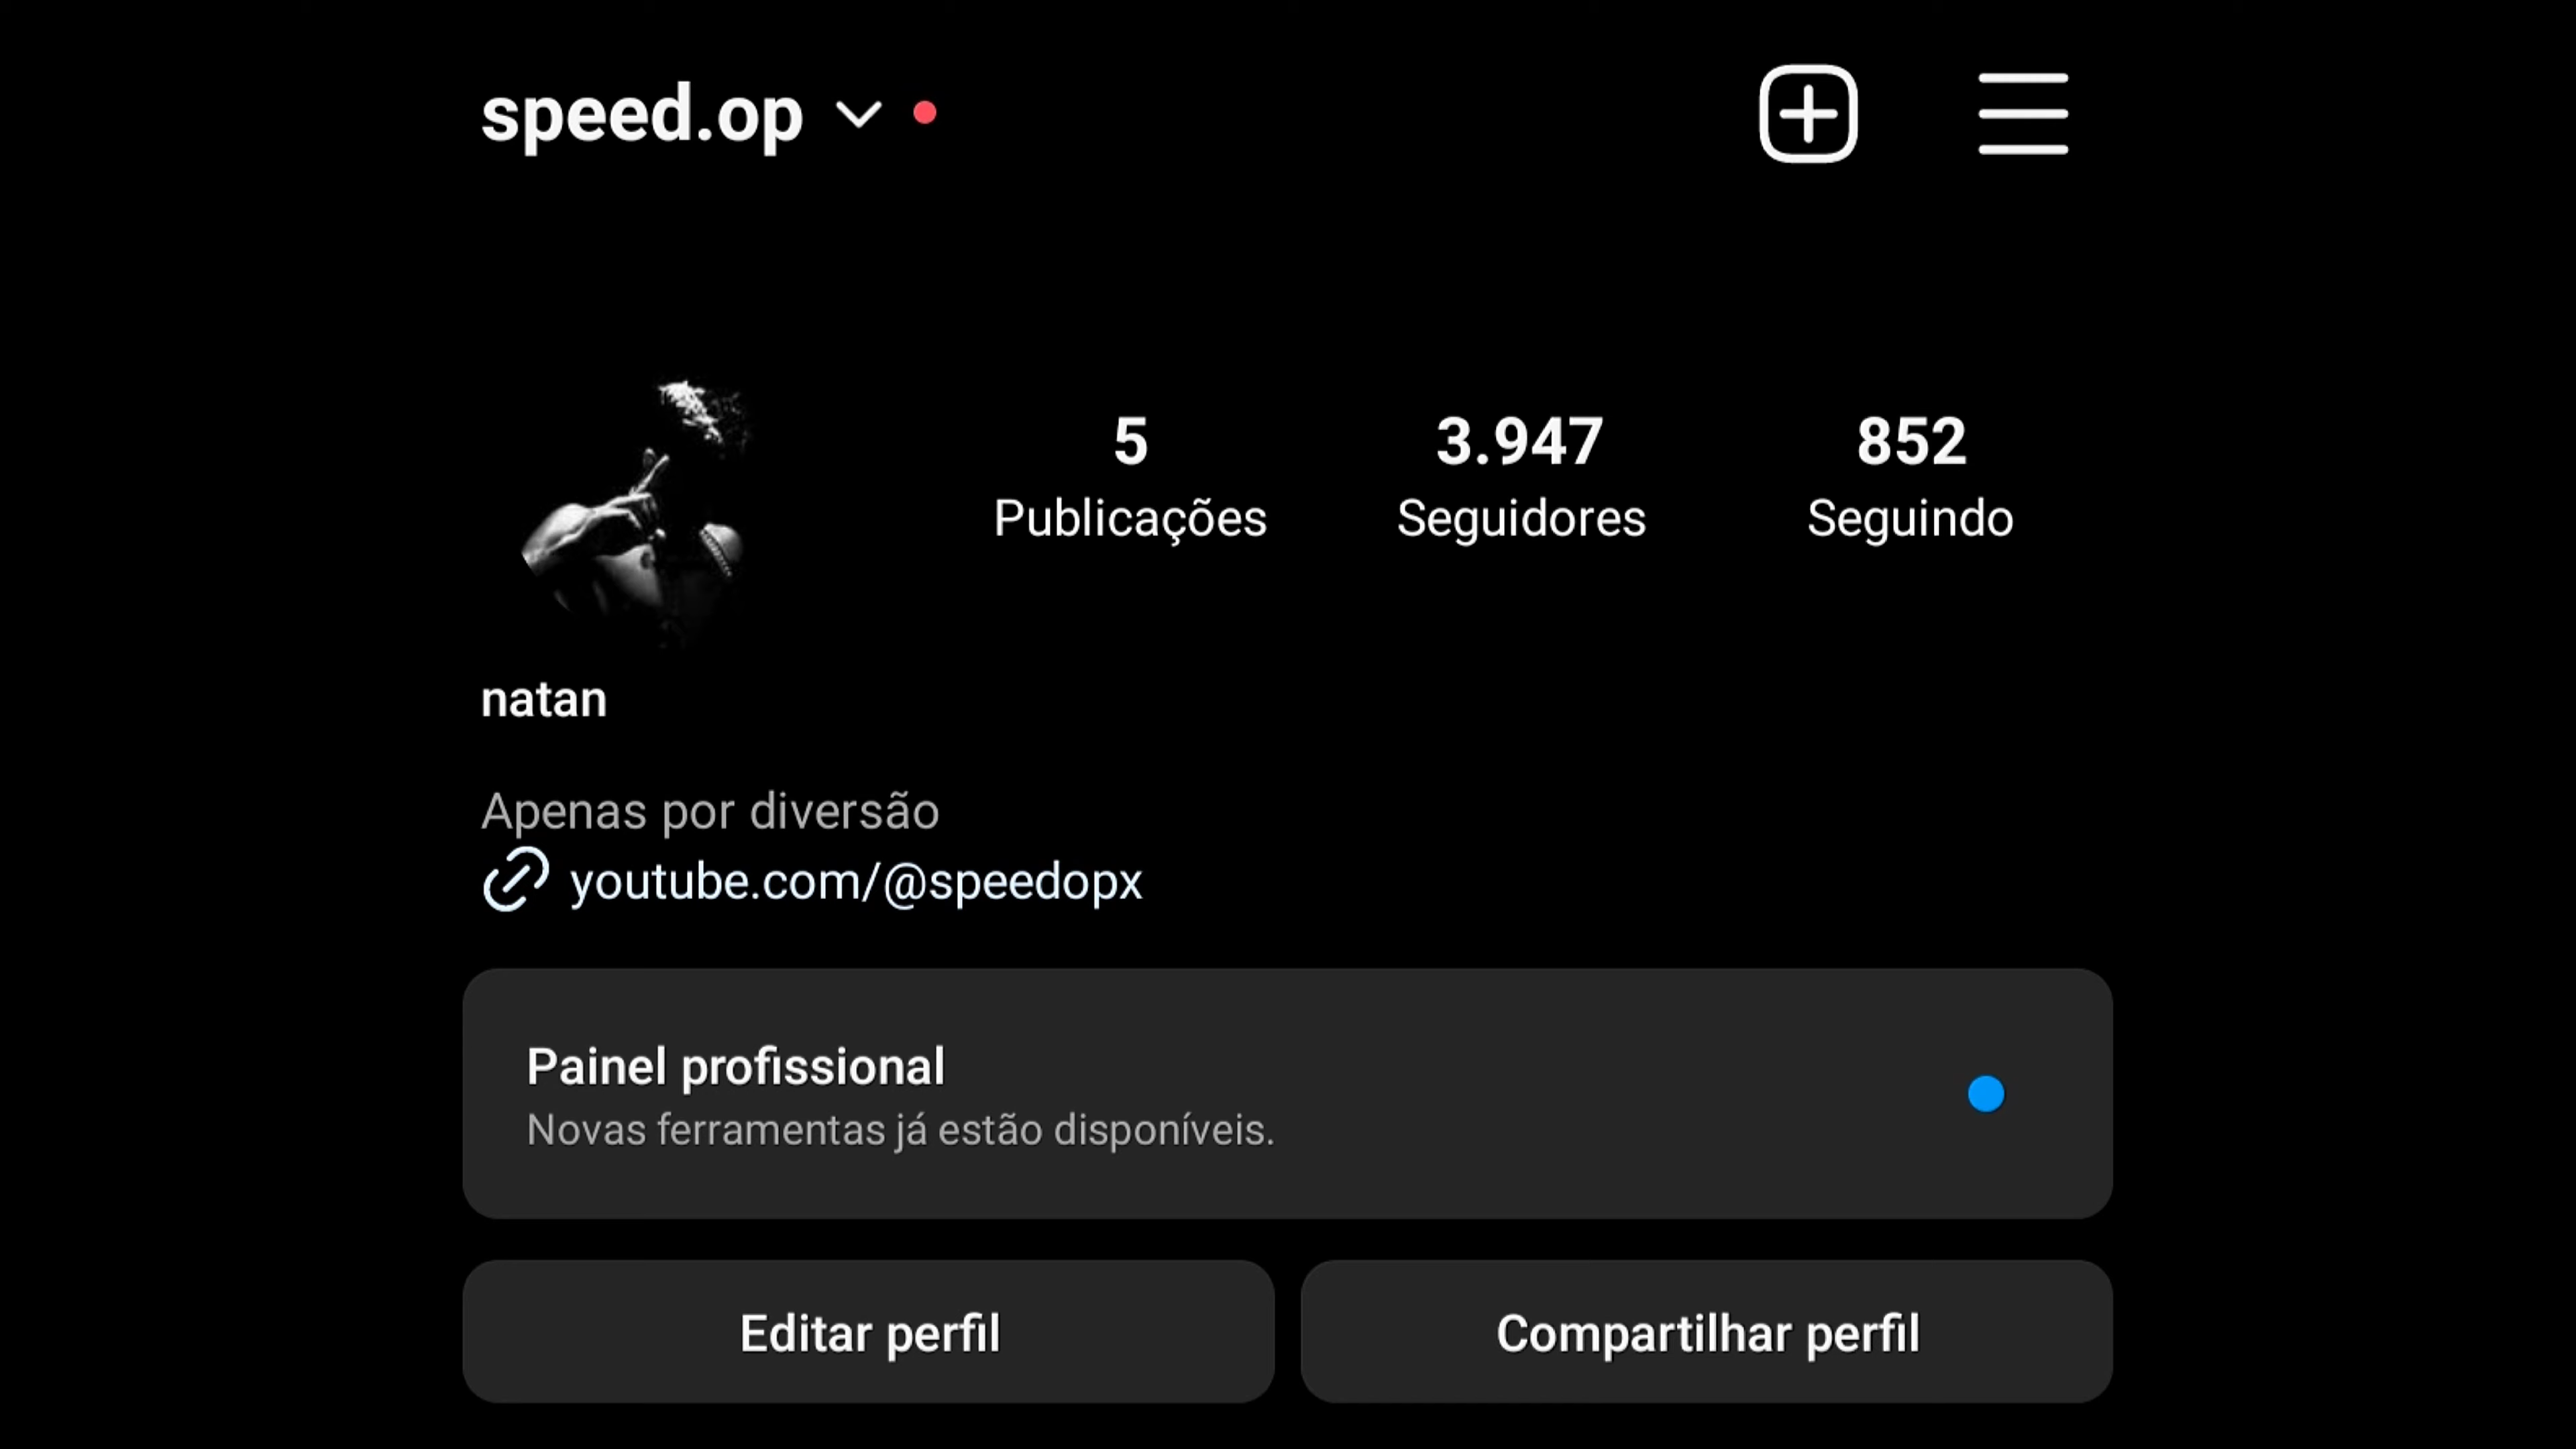 speed.op
5
3.947
852
Publicações
Seguidores
Seguindo
natan
Apenas por diversão
youtube.com/@speedopx
Painel profissional
Novas ferramentas já estão disponíveis.
Editar perfil
Compartilhar perfil